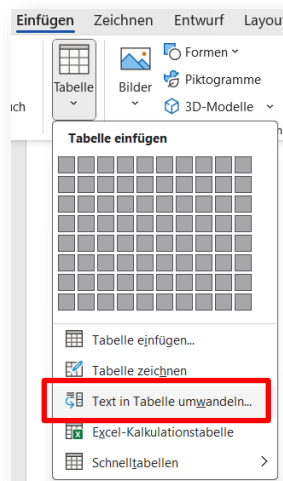 Einfügen Zeichnen Entwurf Layou
Tabelle
Bilder
Formen
Piktogramme
3D-Modelle
uch
Tabelle einfügen
Tabelle einfügen...
Tabelle zeichnen
Text in Tabelle umwandeln...
Excel-Kalkulationstabelle
Schnelltabellen